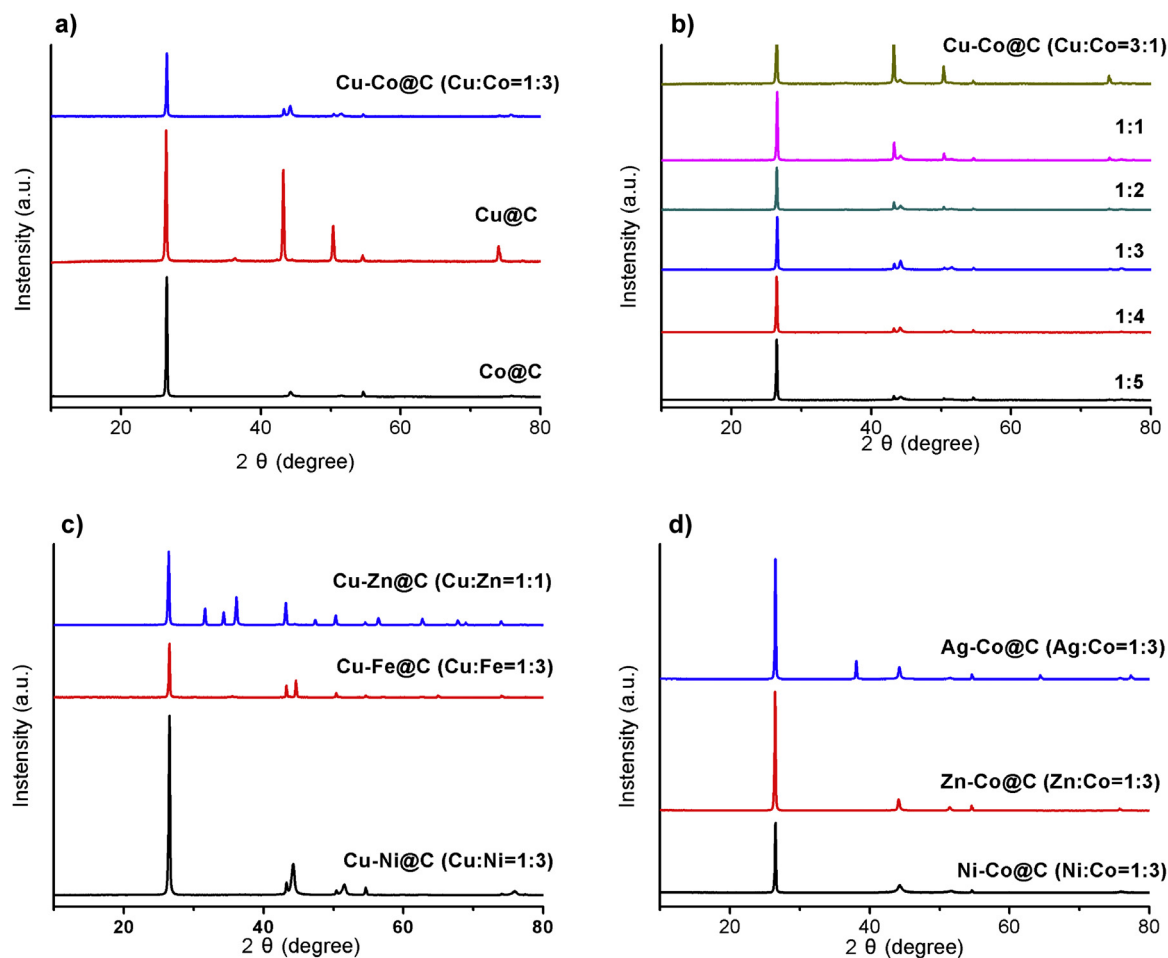 a)
Cu-Co@C (Cu:Co=1:3)
Cu@C
Co@C
Instensity (a.u.)
20
40
60
80
2 θ (degree)
b)
Cu-Co@C (Cu:Co=3:1)
1:1
1:2
1:3
1:4
1:5
Instensity (a.u.)
20
40
60
80
2 θ (degree)
c)
Cu-Zn@C (Cu:Zn=1:1)
Cu-Fe@C (Cu:Fe=1:3)
Cu-Ni@C (Cu:Ni=1:3)
Instensity (a.u.)
20
40
60
80
2 θ (degree)
d)
Ag-Co@C (Ag:Co=1:3)
Zn-Co@C (Zn:Co=1:3)
Ni-Co@C (Ni:Co=1:3)
Instensity (a.u.)
20
40
60
80
2 θ (degree)